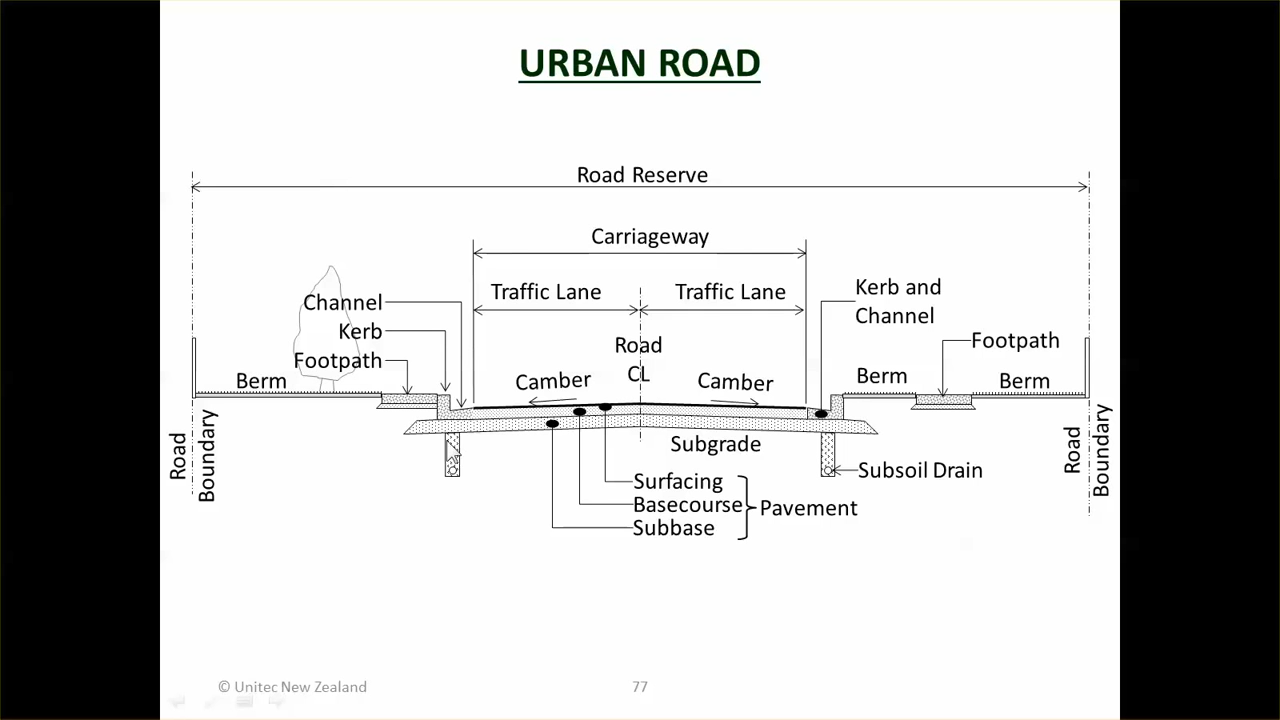 URBAN ROAD
Road Reserve
Carriageway
Traffic Lane
Traffic Lane
Channel
Kerb
Footpath
Berm
Camber
Road
CL
Camber
Kerb and
Channel
Footpath
Berm
Berm
Road
Boundary
Road
Boundary
Subgrade
Subsoil Drain
Surfacing
Basecourse
Subbase
Pavement
© Unitec New Zealand
77